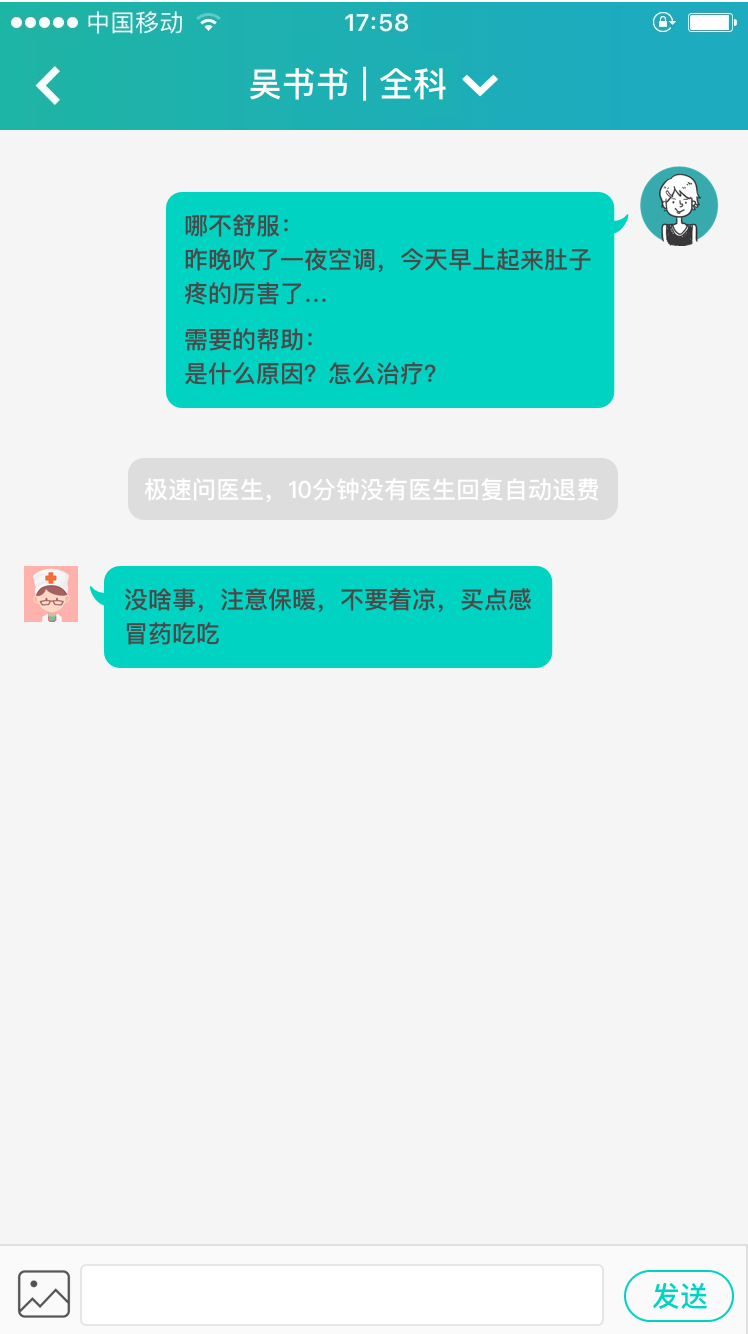 中国移动 17:58
吴书书 | 全科
哪不舒服：
昨晚吹了一夜空调，今天早上起来肚子
疼的厉害了...
需要的帮助：
是什么原因？怎么治疗？
极速问医生，10分钟没有医生回复自动退费
没啥事，注意保暖，不要着凉，买点感
冒药吃吃
发送